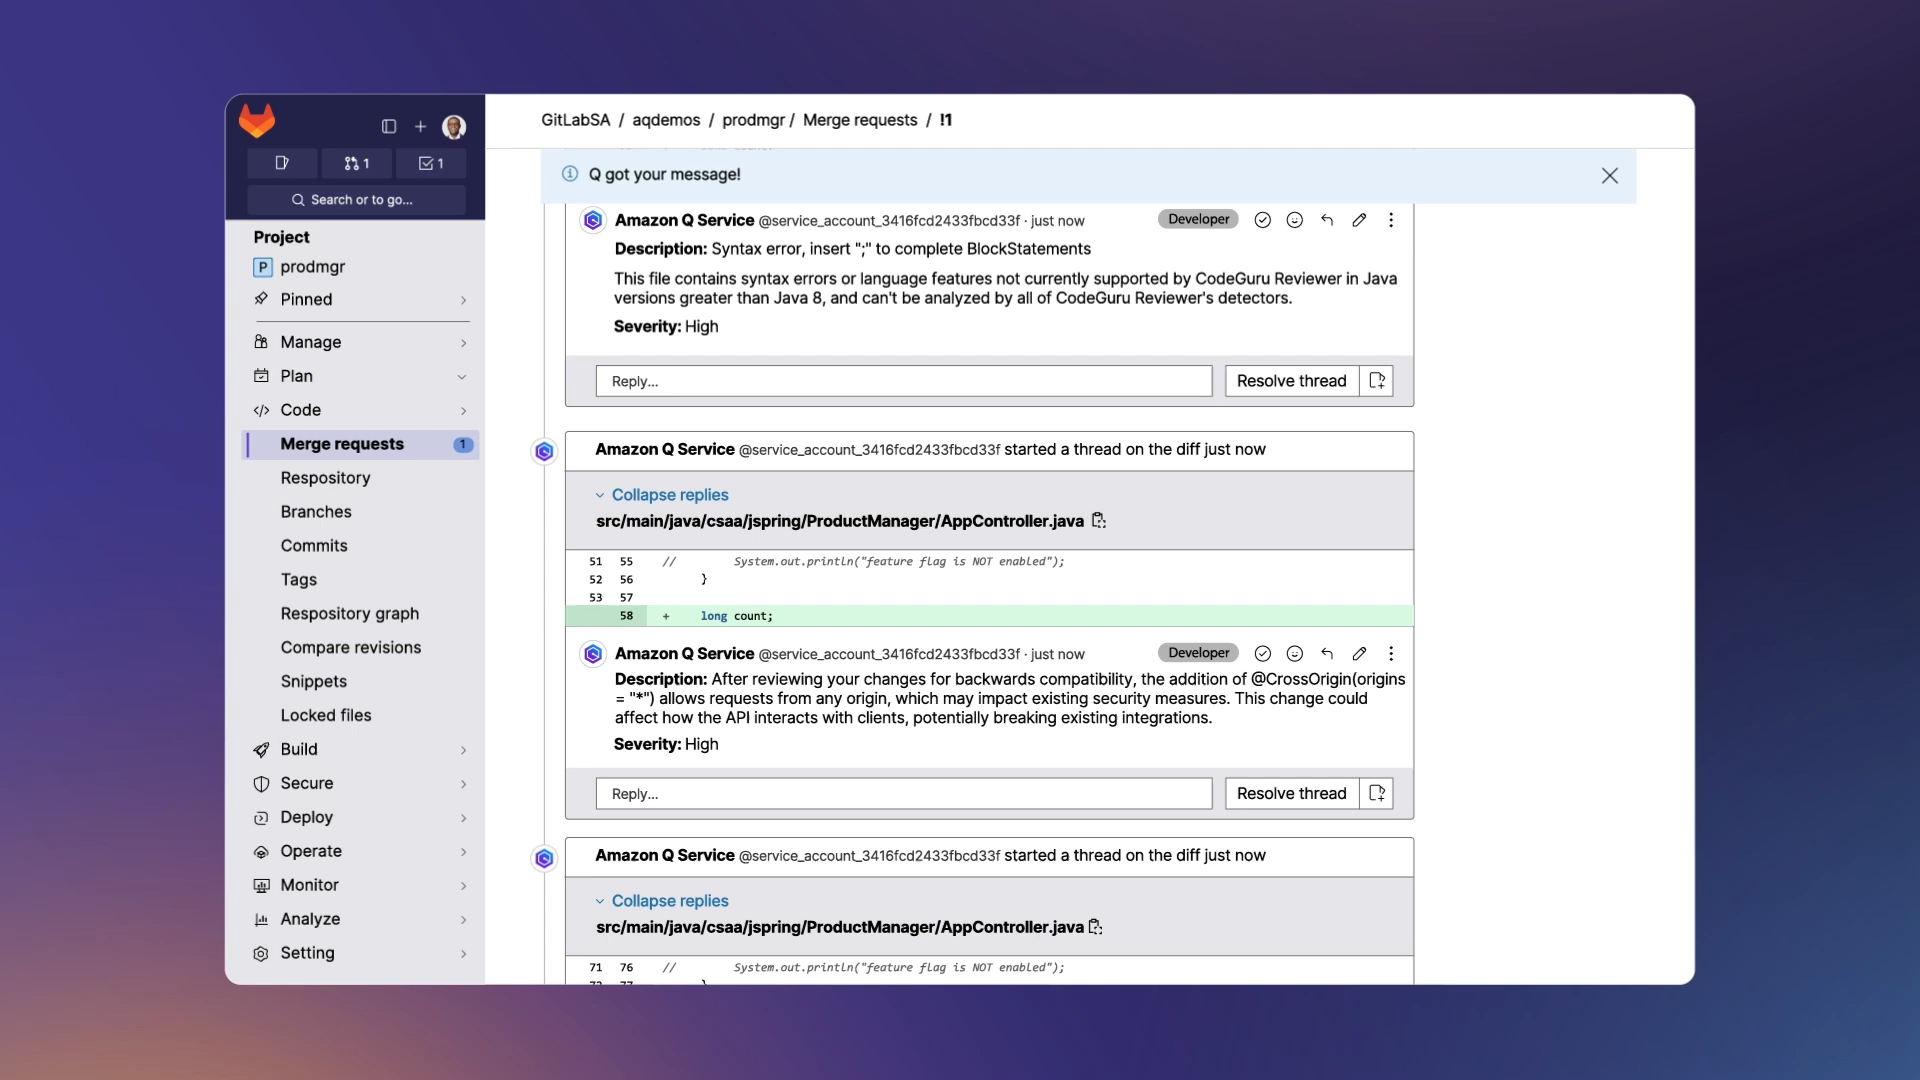 GitLabSA / aqdemos / prodmgr / Merge requests / !1
1
1
Search or to go...
Project
P prodmgr
Pinned
Manage
Plan
Code
Merge requests 1
Respository
Branches
Commits
Tags
Respository graph
Compare revisions
Snippets
Locked files
Build
Secure
Deploy
Operate
Monitor
Analyze
Setting
Q got your message!
Amazon Q Service @service_account_3416fcd2433fbcd33f · just now Developer
Description: Syntax error, insert ";" to complete BlockStatements
This file contains syntax errors or language features not currently supported by CodeGuru Reviewer in Java
versions greater than Java 8, and can't be analyzed by all of CodeGuru Reviewer's detectors.
Severity: High
Reply... Resolve thread
Amazon Q Service @service_account_3416fcd2433fbcd33f started a thread on the diff just now
Collapse replies
src/main/java/csaa/jspring/ProductManager/AppController.java
51 55 // System.out.println("feature flag is NOT enabled");
52 56 }
53 57
58 + long count;
Amazon Q Service @service_account_3416fcd2433fbcd33f · just now Developer
Description: After reviewing your changes for backwards compatibility, the addition of @CrossOrigin(origins
= "*") allows requests from any origin, which may impact existing security measures. This change could
affect how the API interacts with clients, potentially breaking existing integrations.
Severity: High
Reply... Resolve thread
Amazon Q Service @service_account_3416fcd2433fbcd33f started a thread on the diff just now
Collapse replies
src/main/java/csaa/jspring/ProductManager/AppController.java
71 76 // System.out.println("feature flag is NOT enabled");